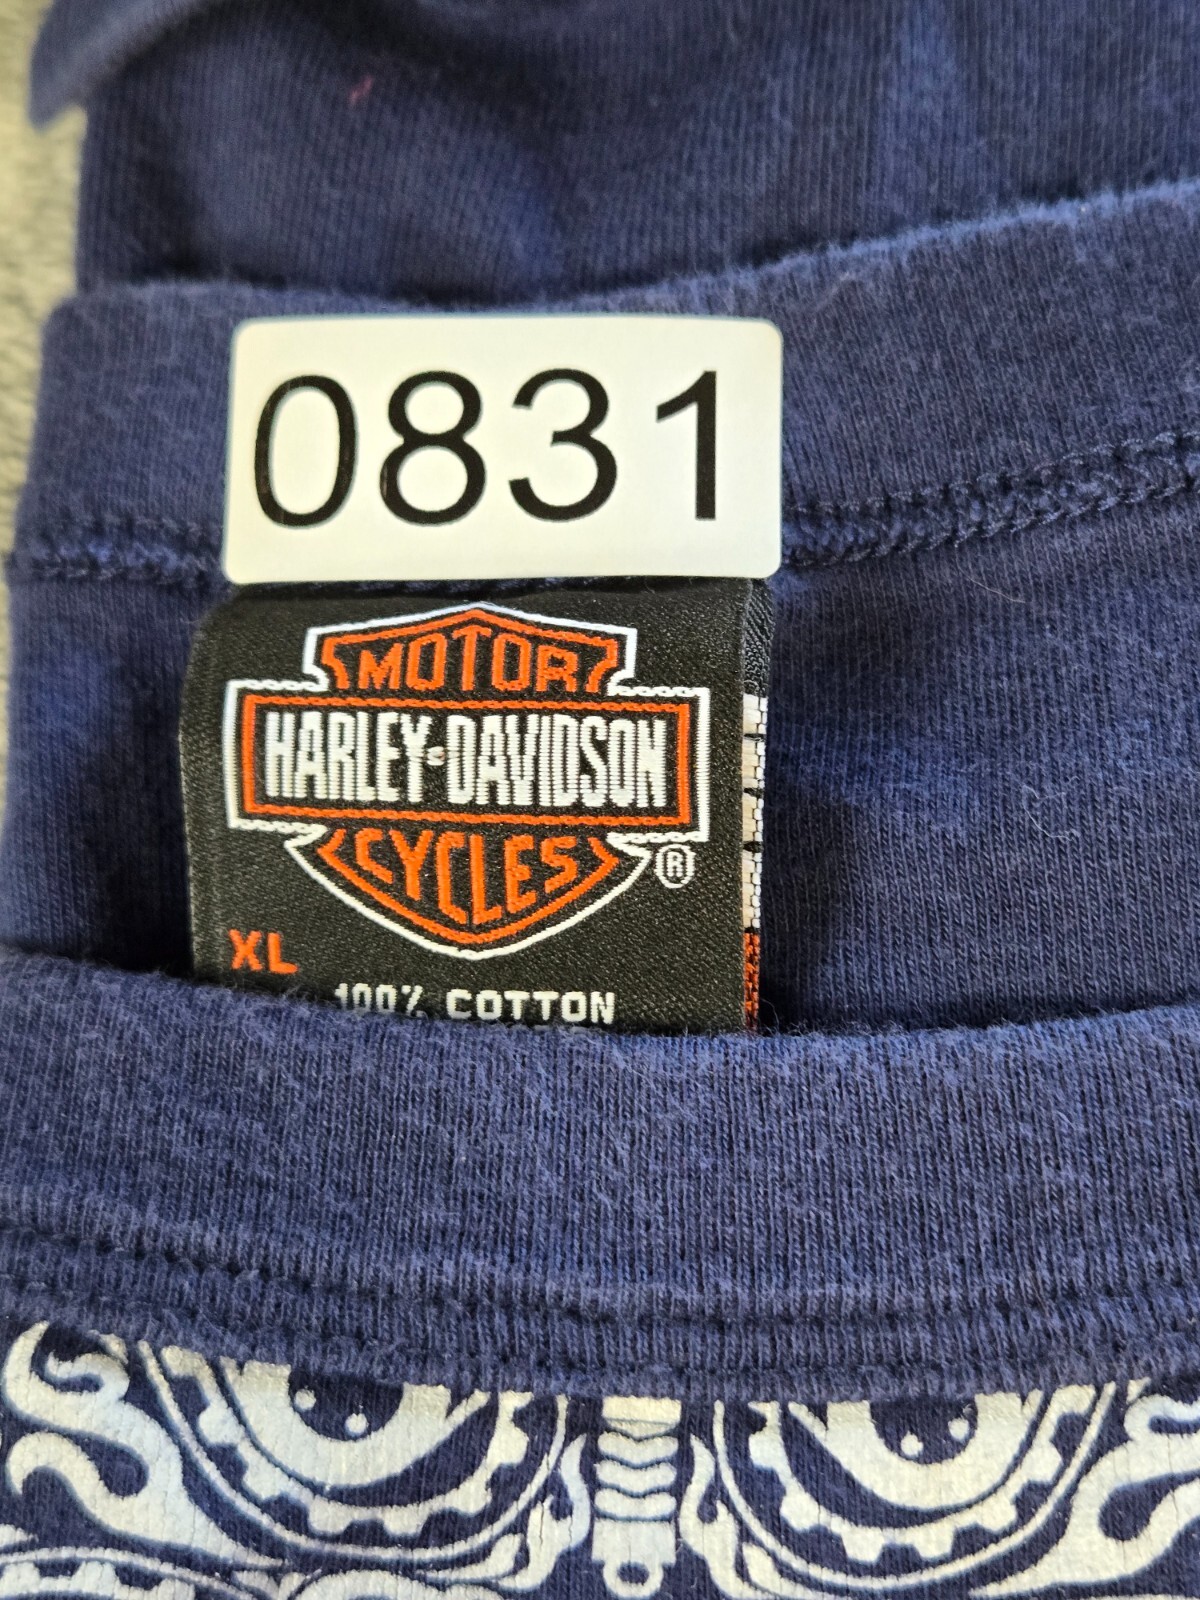 0831
MOTOR
HARLEY-DAVIDSON
CYCLES
®
XL
100% COTTON